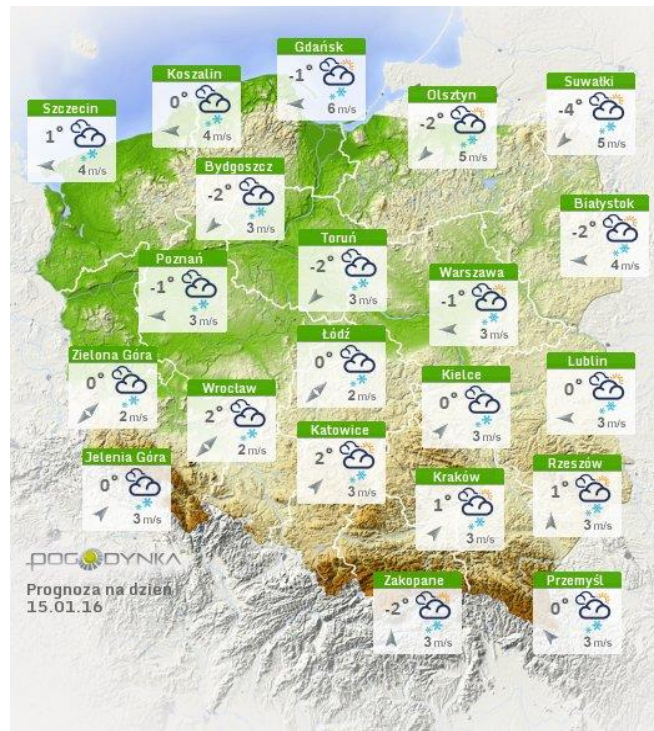 Gdańsk
-1°
6 m/s
Koszalin
0°
4 m/s
Suwałki
-4°
5 m/s
Olsztyn
-2°
5 m/s
Szczecin
1°
4 m/s
Bydgoszcz
-2°
3 m/s
Białystok
-2°
4 m/s
Toruń
-2°
3 m/s
Poznań
-1°
3 m/s
Warszawa
-1°
3 m/s
Łódź
0°
2 m/s
Zielona Góra
0°
2 m/s
Lublin
0°
3 m/s
Kielce
0°
3 m/s
Wrocław
2°
2 m/s
Katowice
2°
3 m/s
Jelenia Góra
0°
3 m/s
Rzeszów
1°
3 m/s
Kraków
1°
3 m/s
POGODYNKA
Prognoza na dzień
15.01.16
Zakopane
-2°
3 m/s
Przemyśl
0°
3 m/s